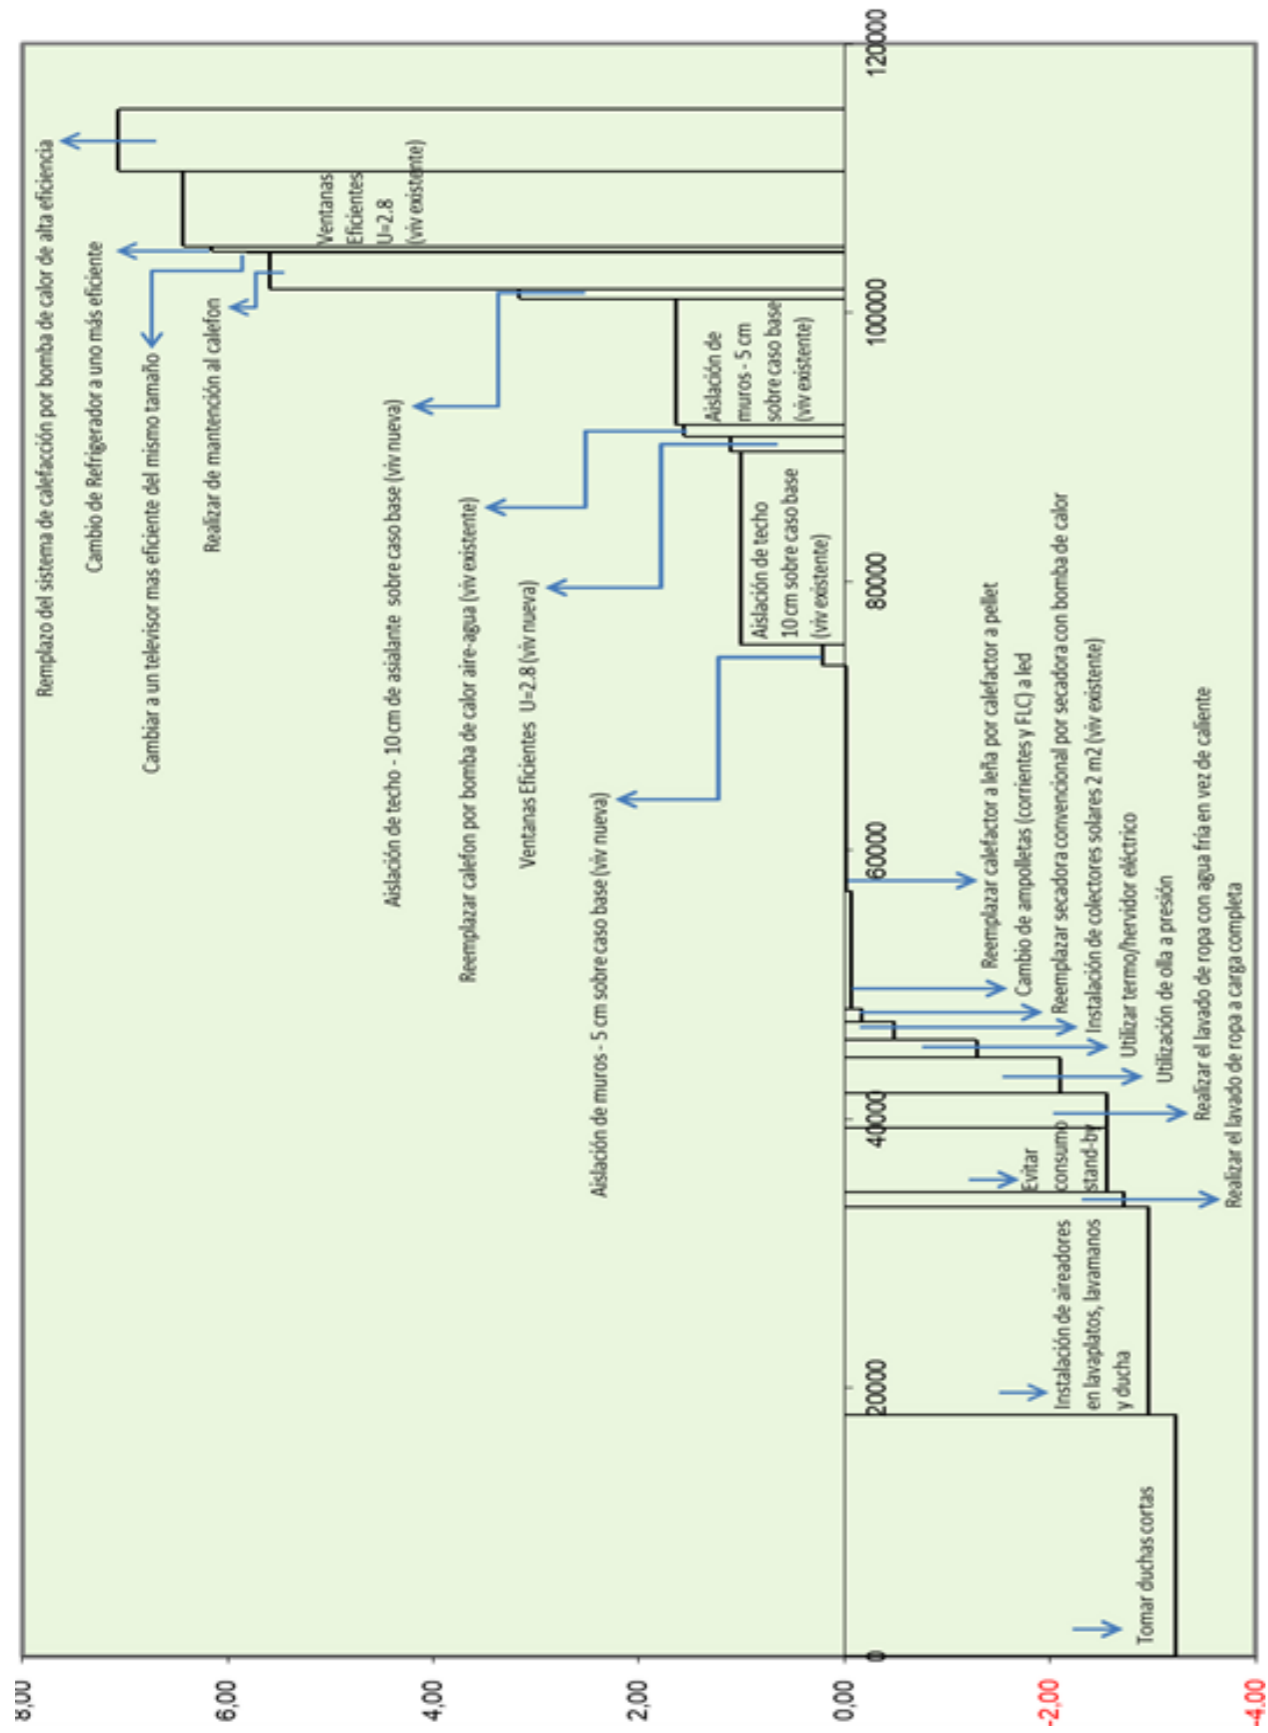 8,00
6,00
4,00
2,00
0,00
-2,00
-4,00
0
20000
40000
60000
80000
100000
120000
Remplazo del sistema de calefacción por bomba de calor de alta eficiencia
Cambio de Refrigerador a uno más eficiente
Cambiar a un televisor mas eficiente del mismo tamaño
Realizar de mantención al calefon
Ventanas
Eficientes
U=2.8
(viv existente)
Aislación de techo - 10 cm de asialante sobre caso base (viv nueva)
Reemplazar calefon por bomba de calor aire-agua (viv existente)
Ventanas Eficientes U=2.8 (viv nueva)
Aislación de muros - 5 cm sobre caso base (viv nueva)
Aislación de
muros - 5 cm
sobre caso base
(viv existente)
Aislación de techo
10 cm sobre caso base
(viv existente)
Reemplazar calefactor a leña por calefactor a pellet
Cambio de ampolletas (corrientes y FLC) a led
Reemplazar secadora convencional por secadora con bomba de calor
Instalación de colectores solares 2 m2 (viv existente)
Utilizar termo/hervidor eléctrico
Utilización de olla a presión
Realizar el lavado de ropa con agua fría en vez de caliente
Realizar el lavado de ropa a carga completa
Evitar
consumo
stand-by
Instalación de aireadores
en lavaplatos, lavamanos
y ducha
Tomar duchas cortas